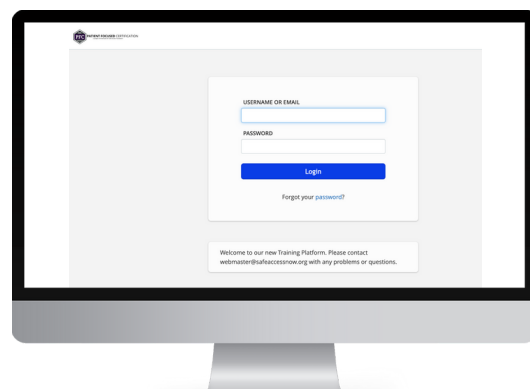 PFC PATIENT FOCUSED CERTIFICATION
USERNAME OR EMAIL
PASSWORD
Login
Forgot your password?
Welcome to our new Training Platform. Please contact
webmaster@safeaccessnow.org with any problems or questions.